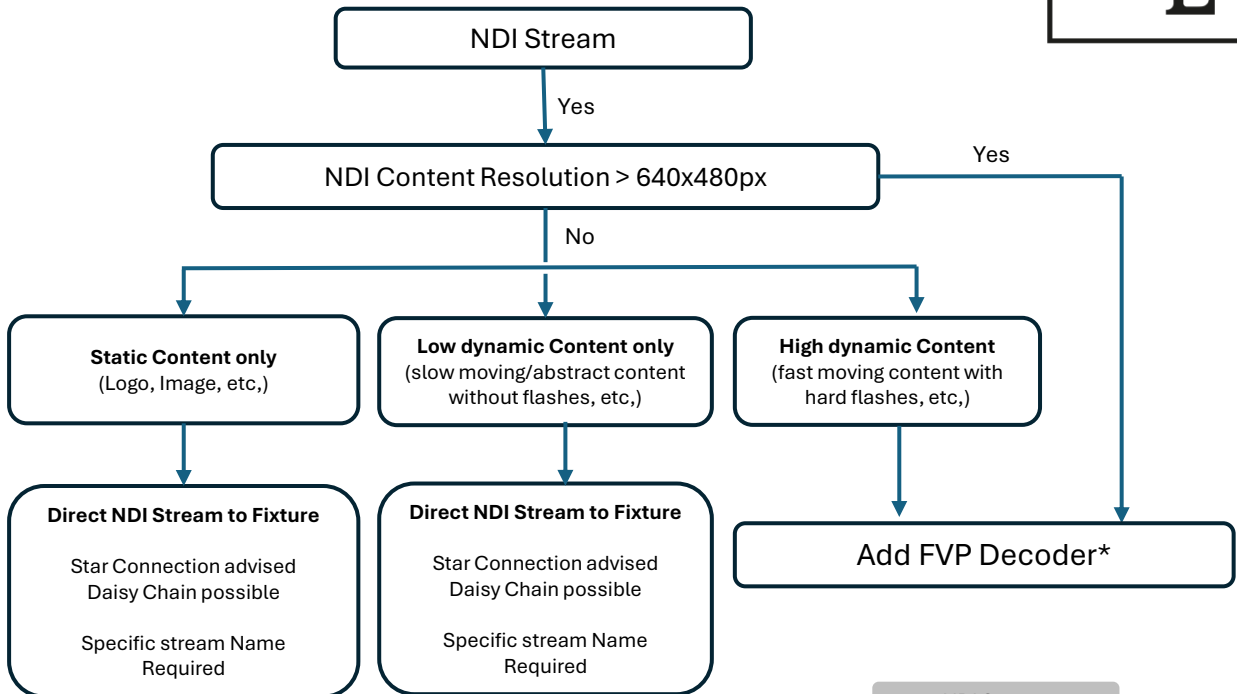 NDI Stream
Yes
NDI Content Resolution > 640x480px
Yes
No
Static Content only
(Logo, Image, etc,)
Low dynamic Content only
(slow moving/abstract content
without flashes, etc,)
High dynamic Content
(fast moving content with
hard flashes, etc,)
Direct NDI Stream to Fixture
Star Connection advised
Daisy Chain possible
Specific stream Name
Required
Direct NDI Stream to Fixture
Star Connection advised
Daisy Chain possible
Specific stream Name
Required
Add FVP Decoder*